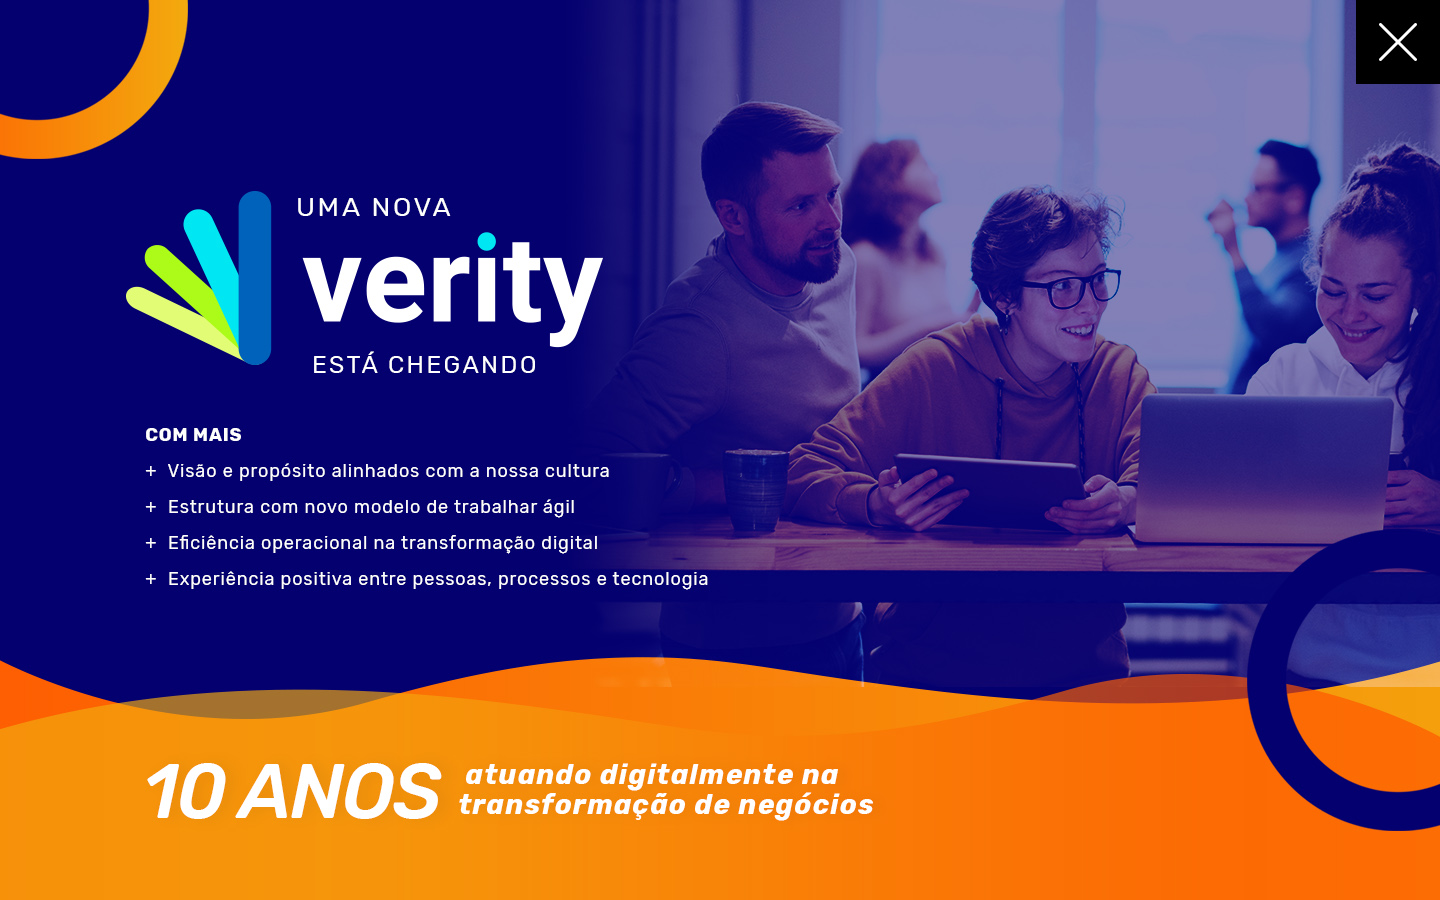 UMA NOVA
verity
ESTÁ CHEGANDO
COM MAIS
+ Visão e propósito alinhados com a nossa cultura
+ Estrutura com novo modelo de trabalhar ágil
+ Eficiência operacional na transformação digital
+ Experiência positiva entre pessoas, processos e tecnologia
10 ANOS atuando digitalmente na
transformação de negócios